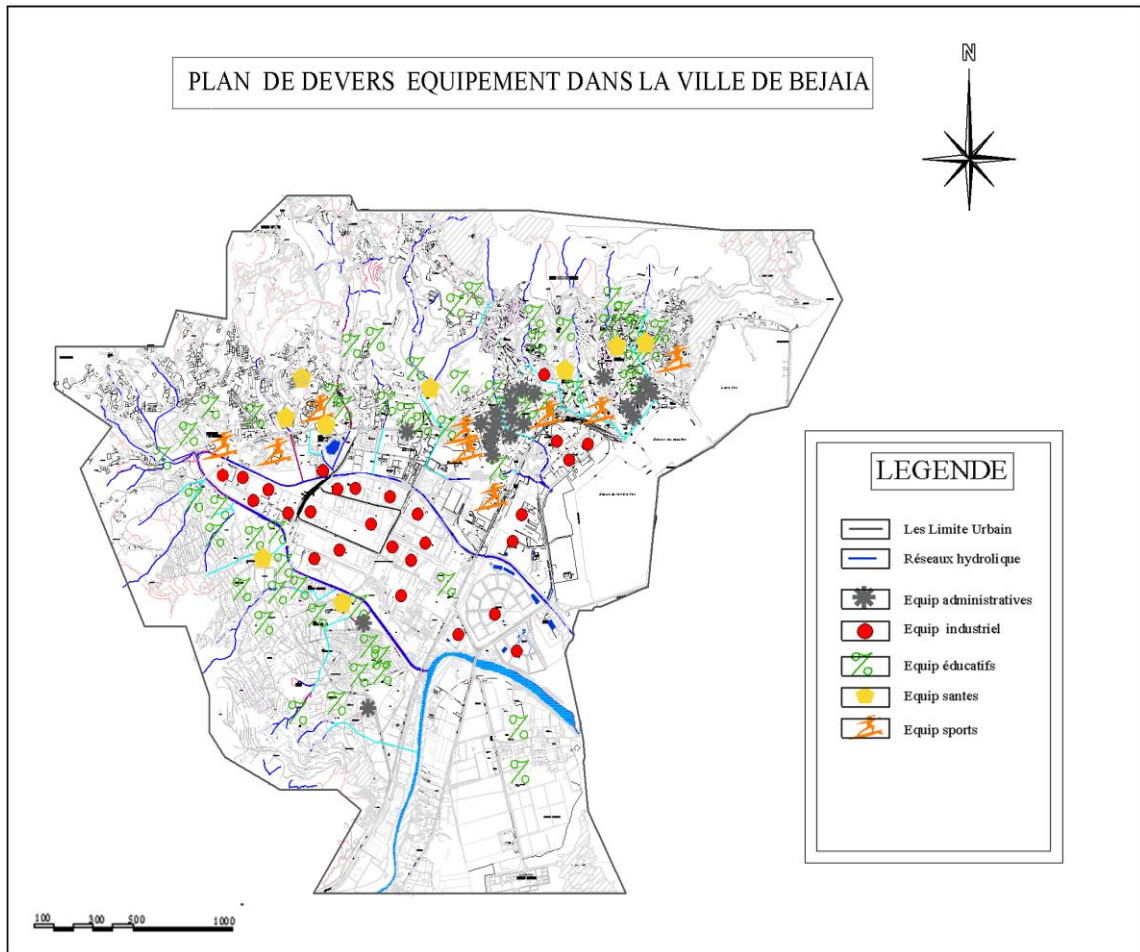 PLAN DE DEVERS EQUIPEMENT DANS LA VILLE DE BEJAIA
N
LEGENDE
Les Limite Urbain
Réseaux hydrolique
Equip administratives
Equip industriel
Equip éducatifs
Equip santes
Equip sports
100 300 500 1000